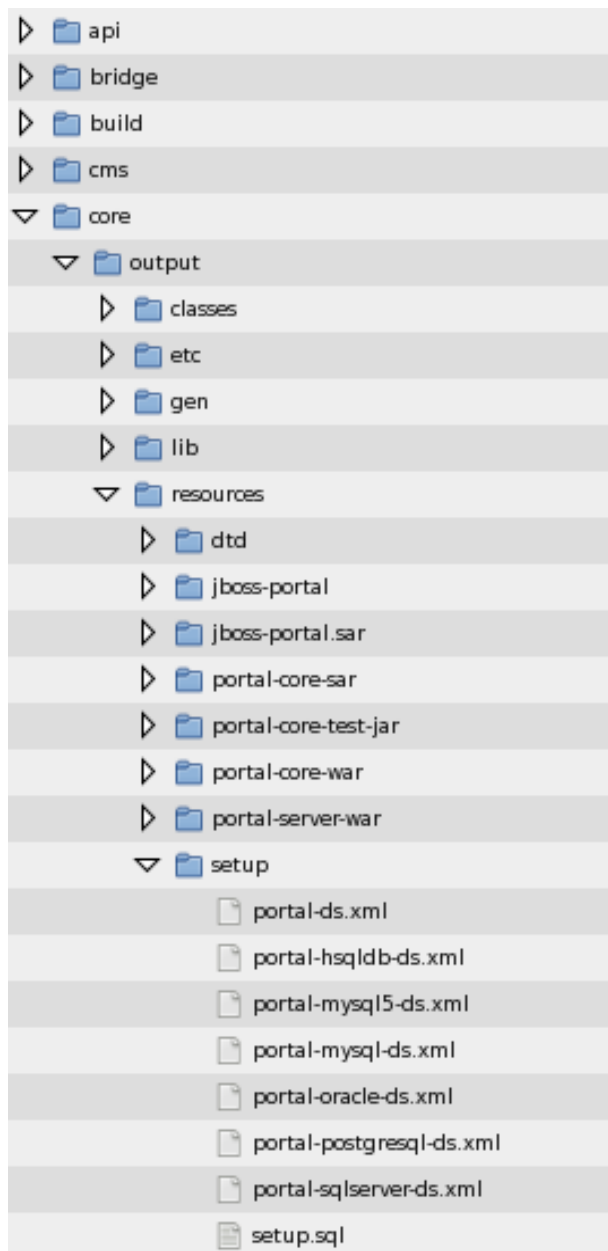 api
bridge
build
cms
core
output
classes
etc
gen
lib
resources
dtd
jboss-portal
jboss-portal.sar
portal-core-sar
portal-core-test-jar
portal-core-war
portal-server-war
setup
portal-ds.xml
portal-hsqldb-ds.xml
portal-mysql5-ds.xml
portal-mysql-ds.xml
portal-oracle-ds.xml
portal-postgresql-ds.xml
portal-sqlserver-ds.xml
setup.sql